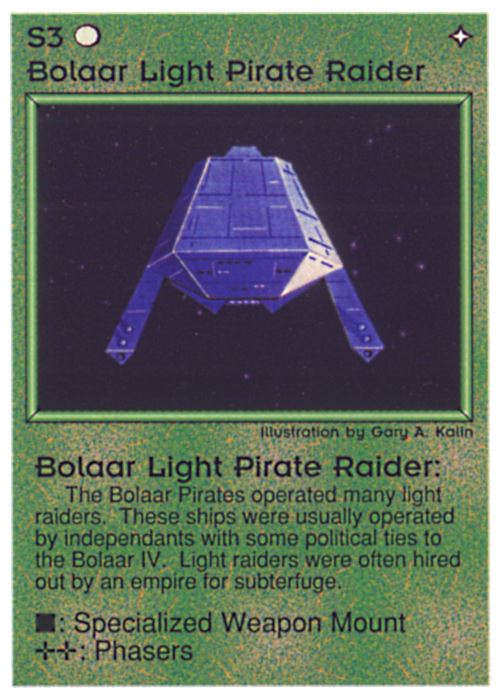 S3
Bolaar Light Pirate Raider
Illustration by Gary A. Kalin
Bolaar Light Pirate Raider:
The Bolaar Pirates operated many light
raiders. These ships were usually operated
by independants with some political ties to
the Bolaar IV. Light raiders were often hired
out by an empire for subterfuge.
■: Specialized Weapon Mount
✢✢: Phasers